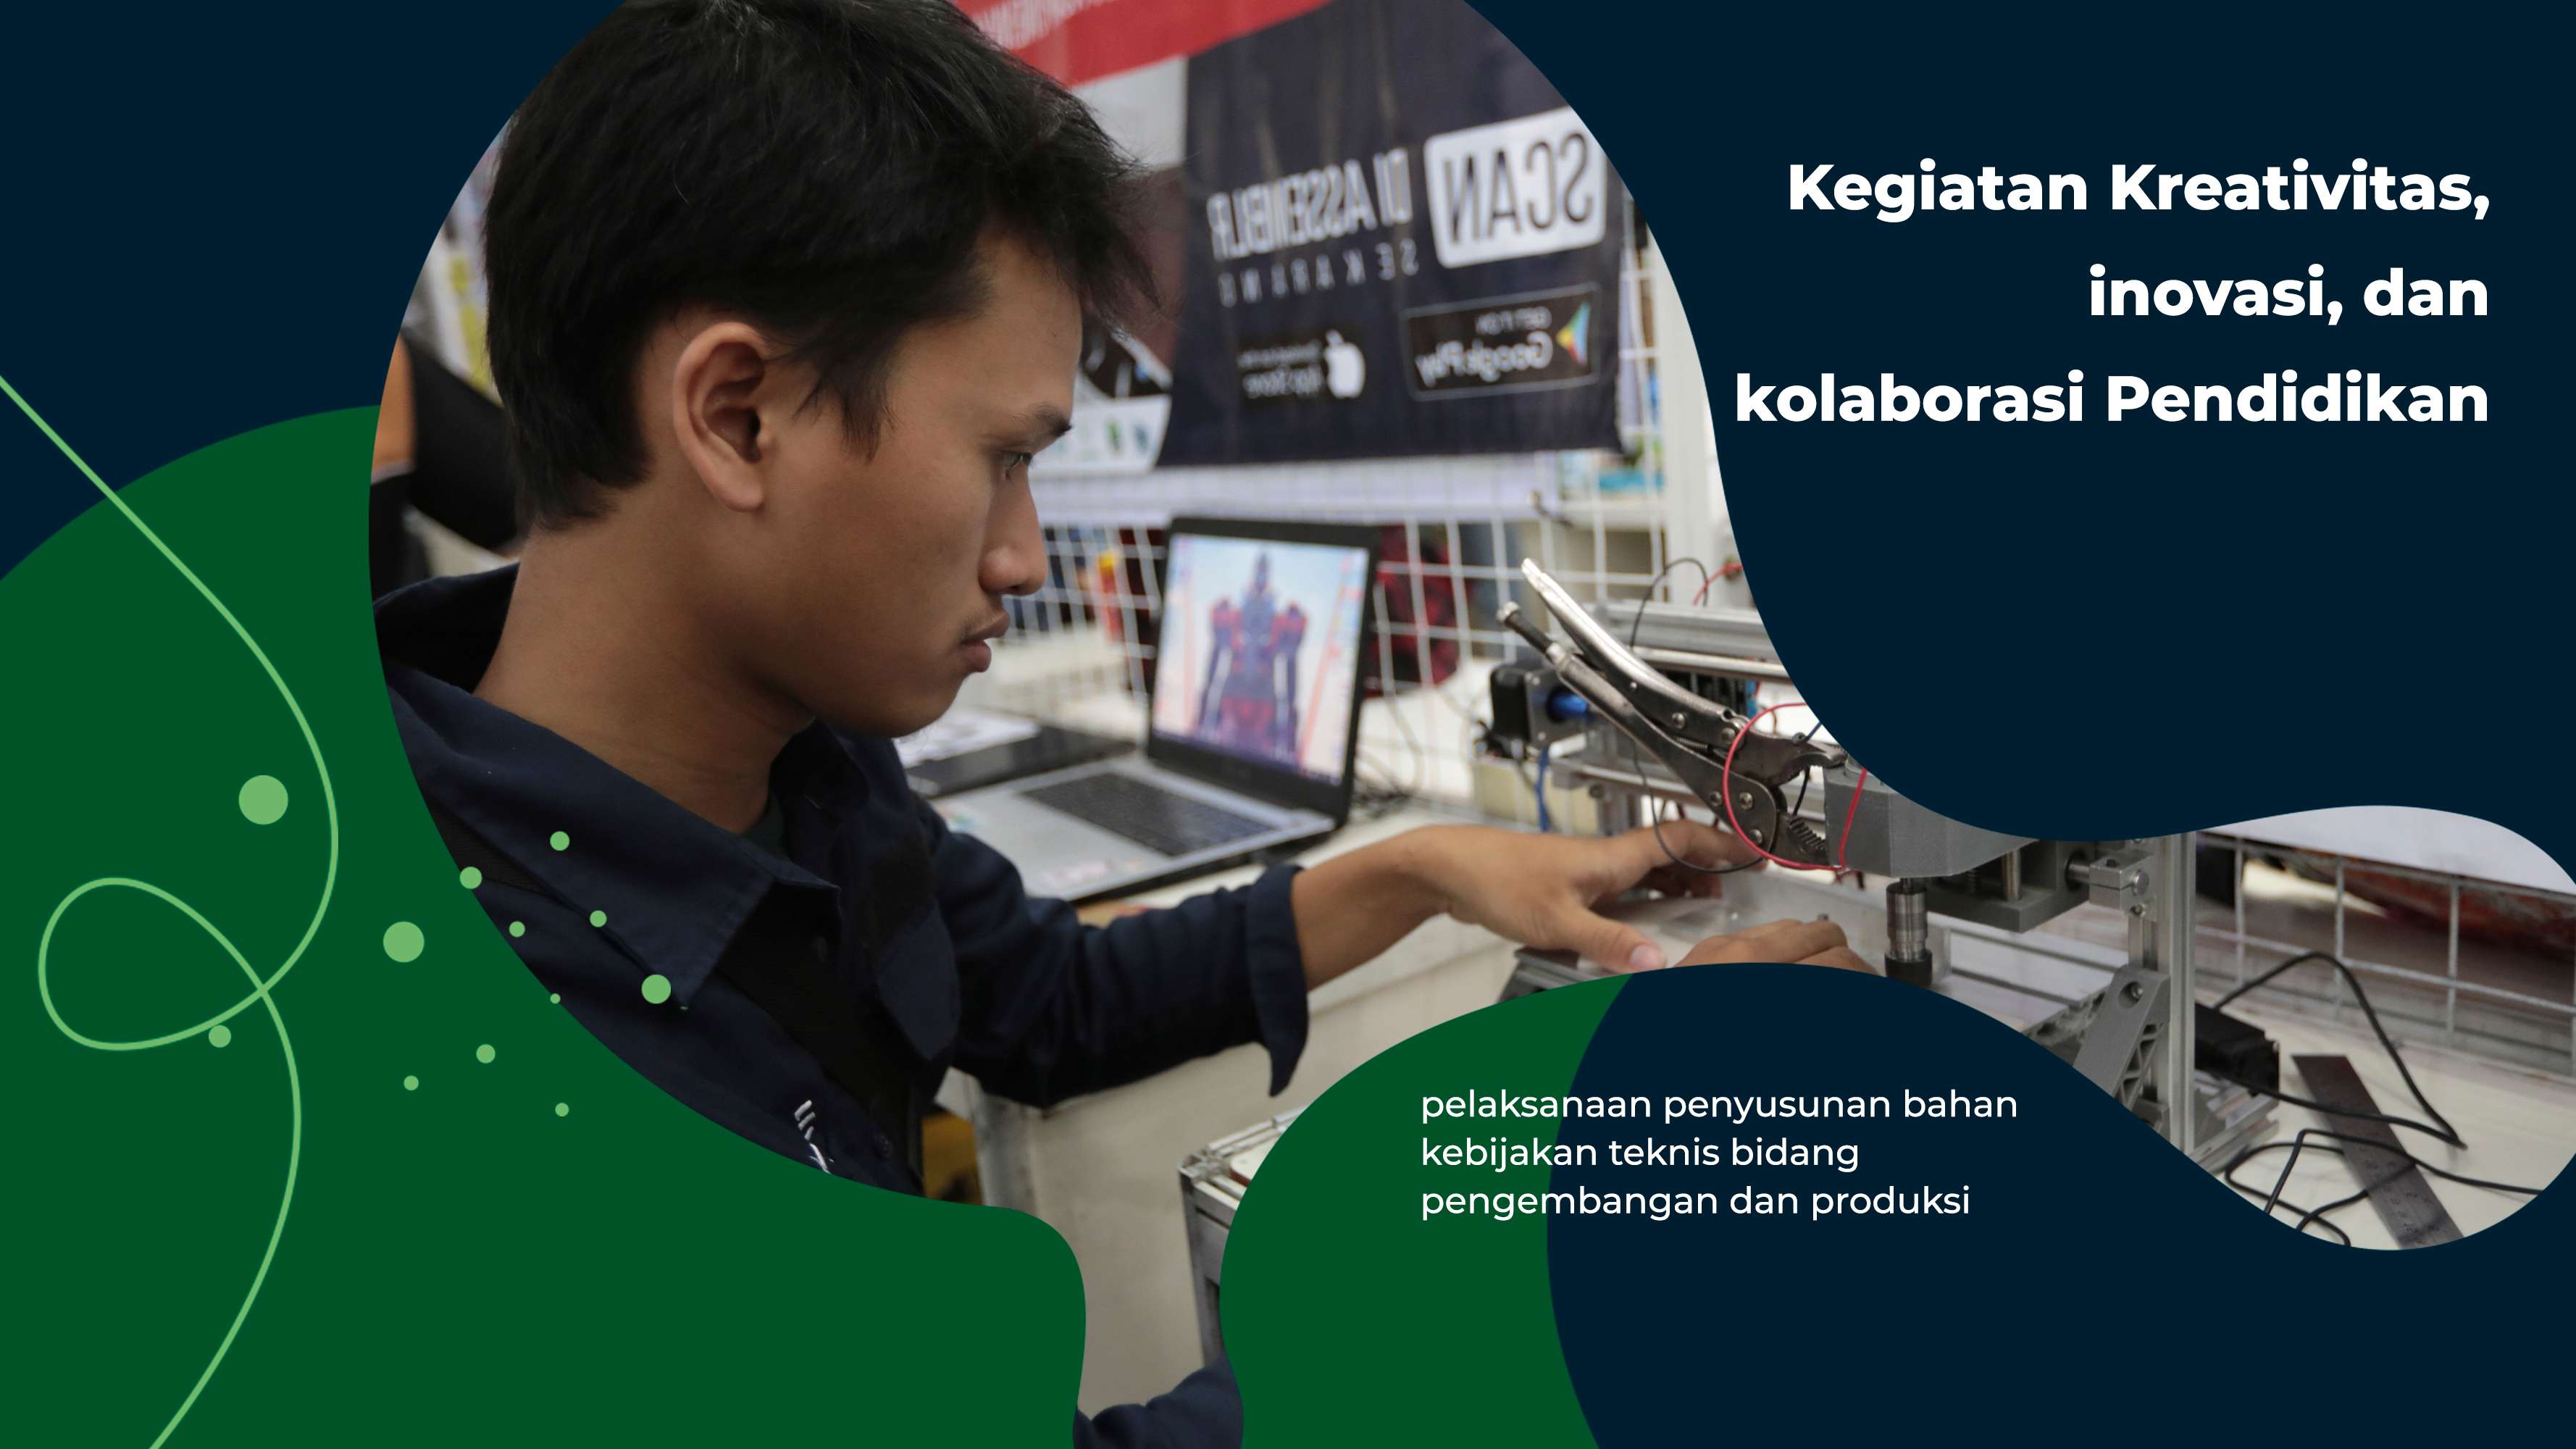 Kegiatan Kreativitas,
inovasi, dan
kolaborasi Pendidikan
SCAN
DI ASSEMBLR
SEKARANG
GET IT ON
Google Play
App Store
pelaksanaan penyusunan bahan
kebijakan teknis bidang
pengembangan dan produksi